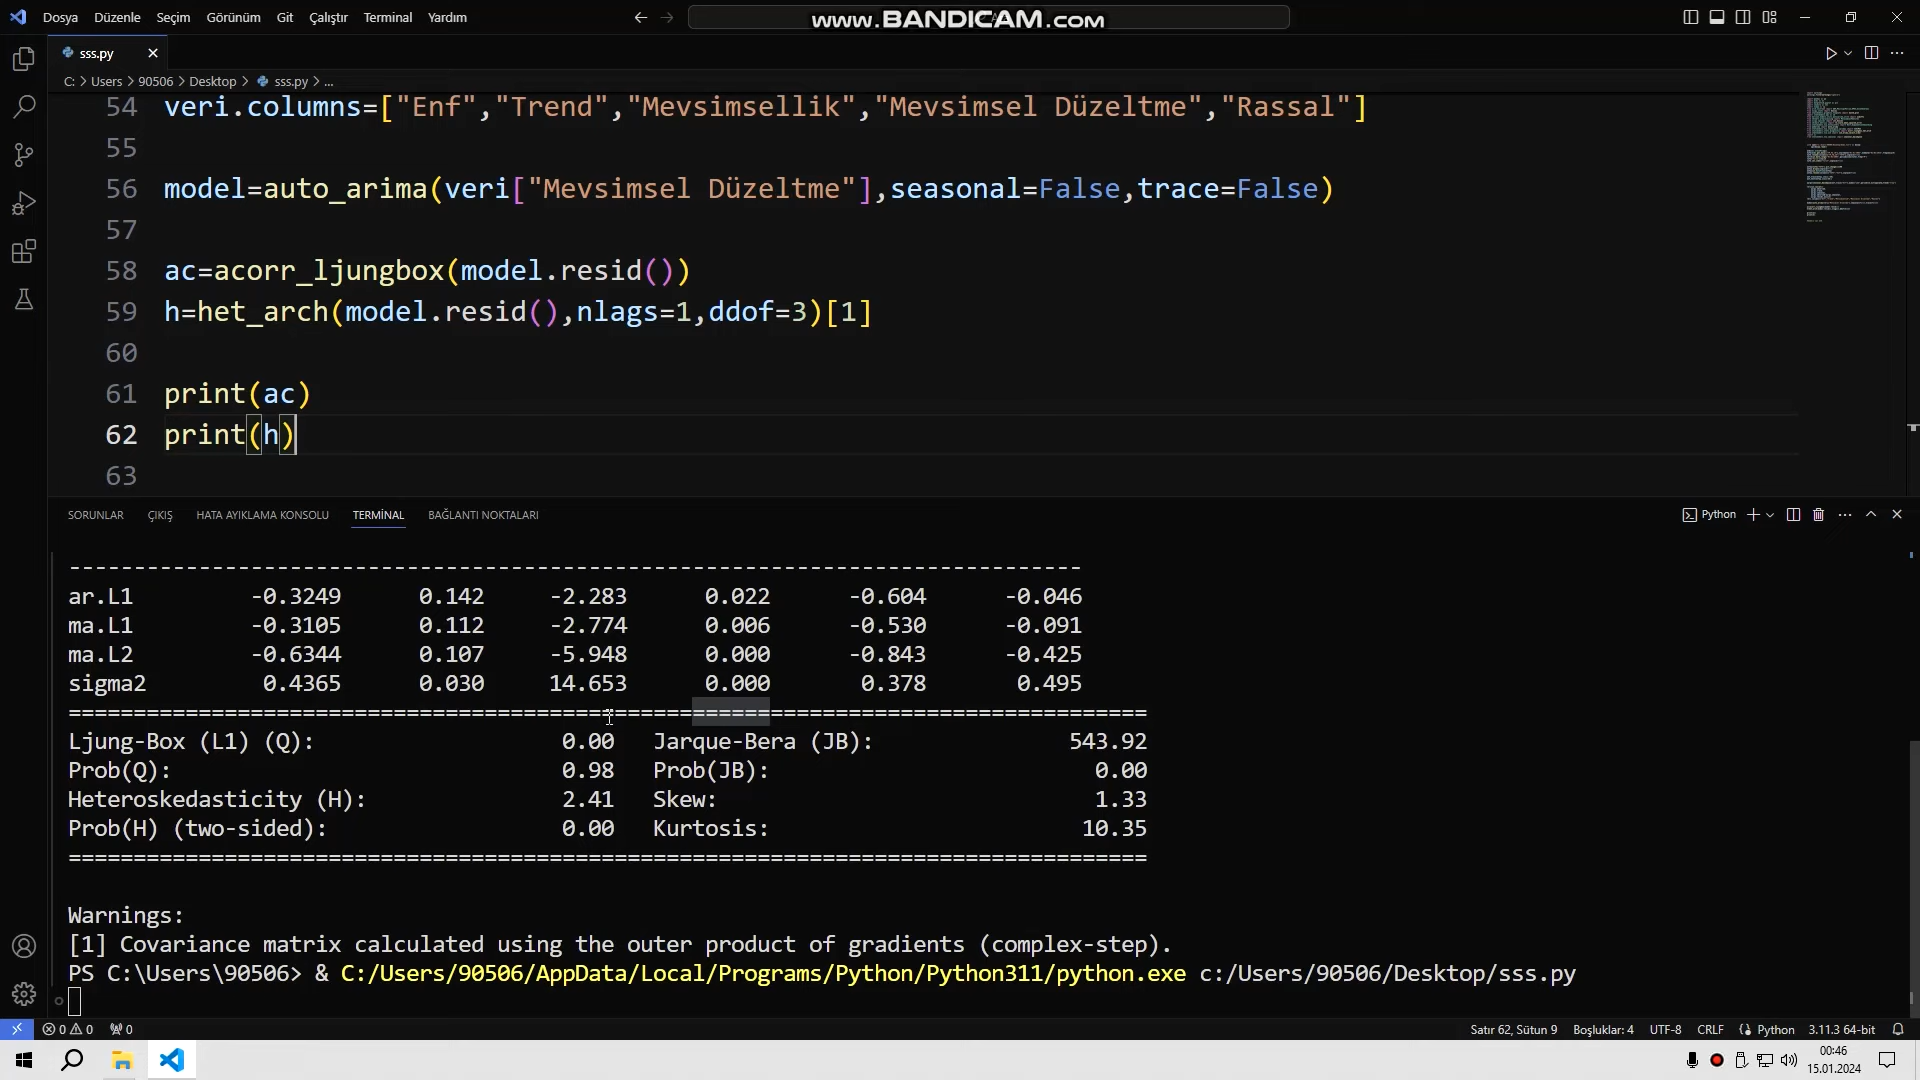 Dosya Düzenle Seçim Görünüm Git Çalıştır Terminal Yardım
www.BANDICAM.com
sss.py
C: > Users > 90506 > Desktop > sss.py > ...
54 veri.columns=["Enf","Trend","Mevsimsellik","Mevsimsel Düzeltme","Rassal"]
55
56 model=auto_arima(veri["Mevsimsel Düzeltme"],seasonal=False,trace=False)
57
58 ac=acorr_ljungbox(model.resid())
59 h=het_arch(model.resid(),nlags=1,ddof=3)[1]
60
61 print(ac)
62 print(h)
63
SORUNLAR ÇIKIŞ HATA AYIKLAMA KONSOLU TERMİNAL BAĞLANTI NOKTALARI
Python
------------------------------------------------------------------------------
ar.L1 -0.3249 0.142 -2.283 0.022 -0.604 -0.046
ma.L1 -0.3105 0.112 -2.774 0.006 -0.530 -0.091
ma.L2 -0.6344 0.107 -5.948 0.000 -0.843 -0.425
sigma2 0.4365 0.030 14.653 0.000 0.378 0.495
===================================================================================
Ljung-Box (L1) (Q): 0.00 Jarque-Bera (JB): 543.92
Prob(Q): 0.98 Prob(JB): 0.00
Heteroskedasticity (H): 2.41 Skew: 1.33
Prob(H) (two-sided): 0.00 Kurtosis: 10.35
===================================================================================
Warnings:
[1] Covariance matrix calculated using the outer product of gradients (complex-step).
PS C:\Users\90506> & C:/Users/90506/AppData/Local/Programs/Python/Python311/python.exe c:/Users/90506/Desktop/sss.py
0 0 0 Satır 62, Sütun 9 Boşluklar: 4 UTF-8 CRLF Python 3.11.3 64-bit
00:46
15.01.2024